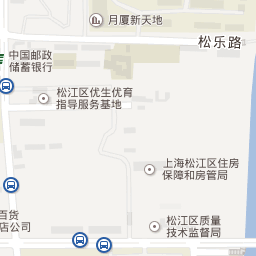 月厦新天地
松乐路
中国邮政
储蓄银行
松江区优生优育
指导服务基地
上海松江区住房
保障和房管局
百货
店公司
松江区质量
技术监督局